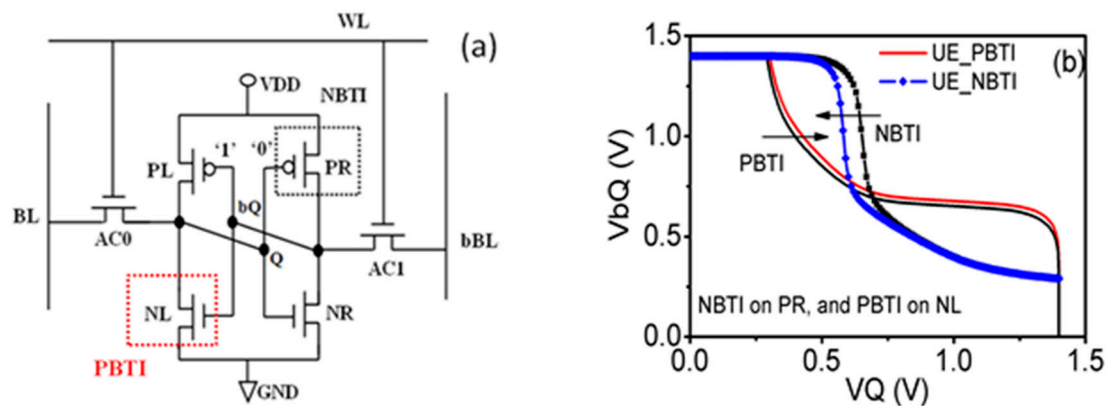 WL
(a)
VDD
NBTI
PL
'1'
'0'
PR
BL
bQ
bBL
AC0
Q
AC1
NL
NR
PBTI
GND
(b)
UE_PBTI
UE_NBTI
NBTI
PBTI
VbQ (V)
1.5
1.0
0.5
0.0
NBTI on PR, and PBTI on NL
0.0 0.5 1.0 1.5
VQ (V)